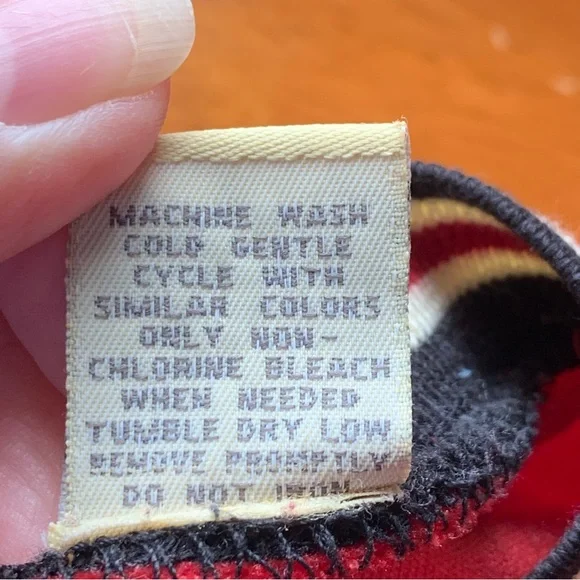 MACHINE WASH
COLD GENTLE
CYCLE WITH
SIMILAR COLORS
ONLY NON-
CHLORINE BLEACH
WHEN NEEDED
TUMBLE DRY LOW
REMOVE PROMPTLY
DO NOT IRON